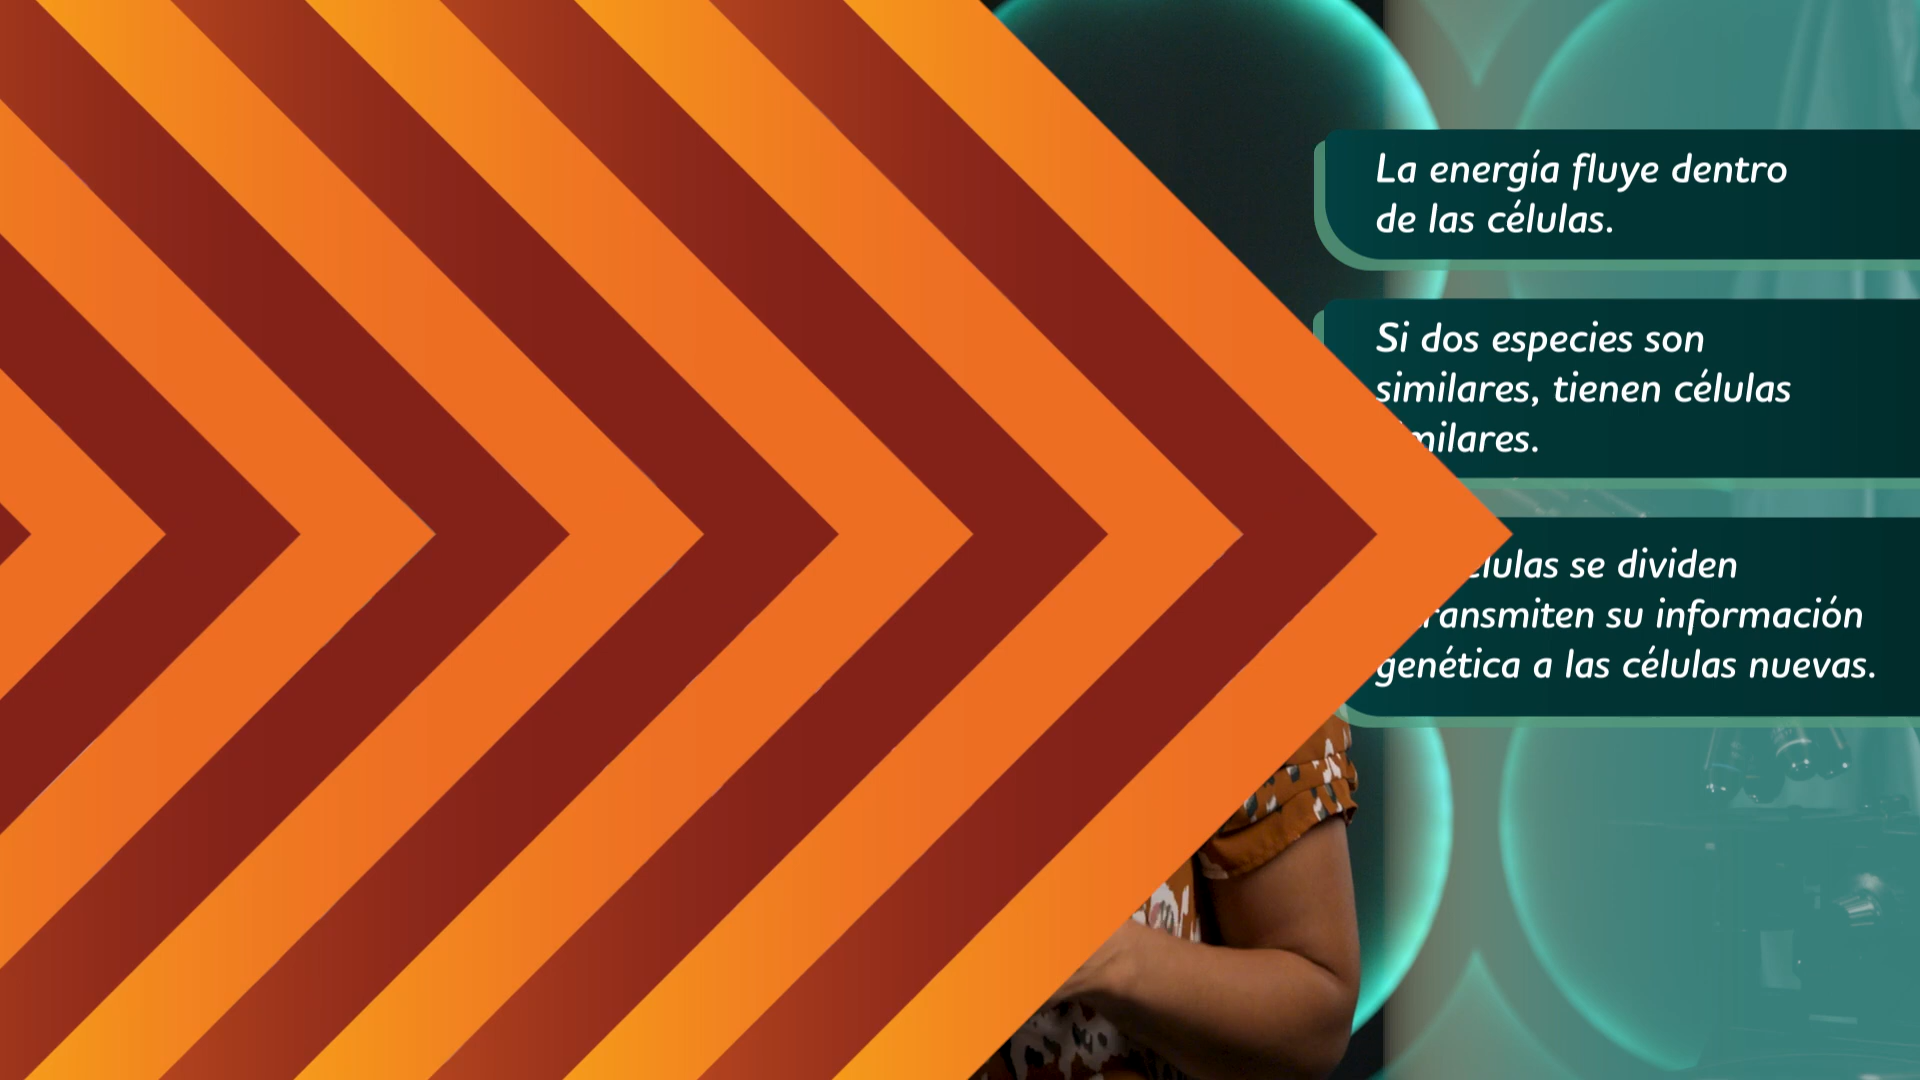 La energía fluye dentro
de las células.
Si dos especies son
similares, tienen células
se dividen
su información
genética a las células nuevas.